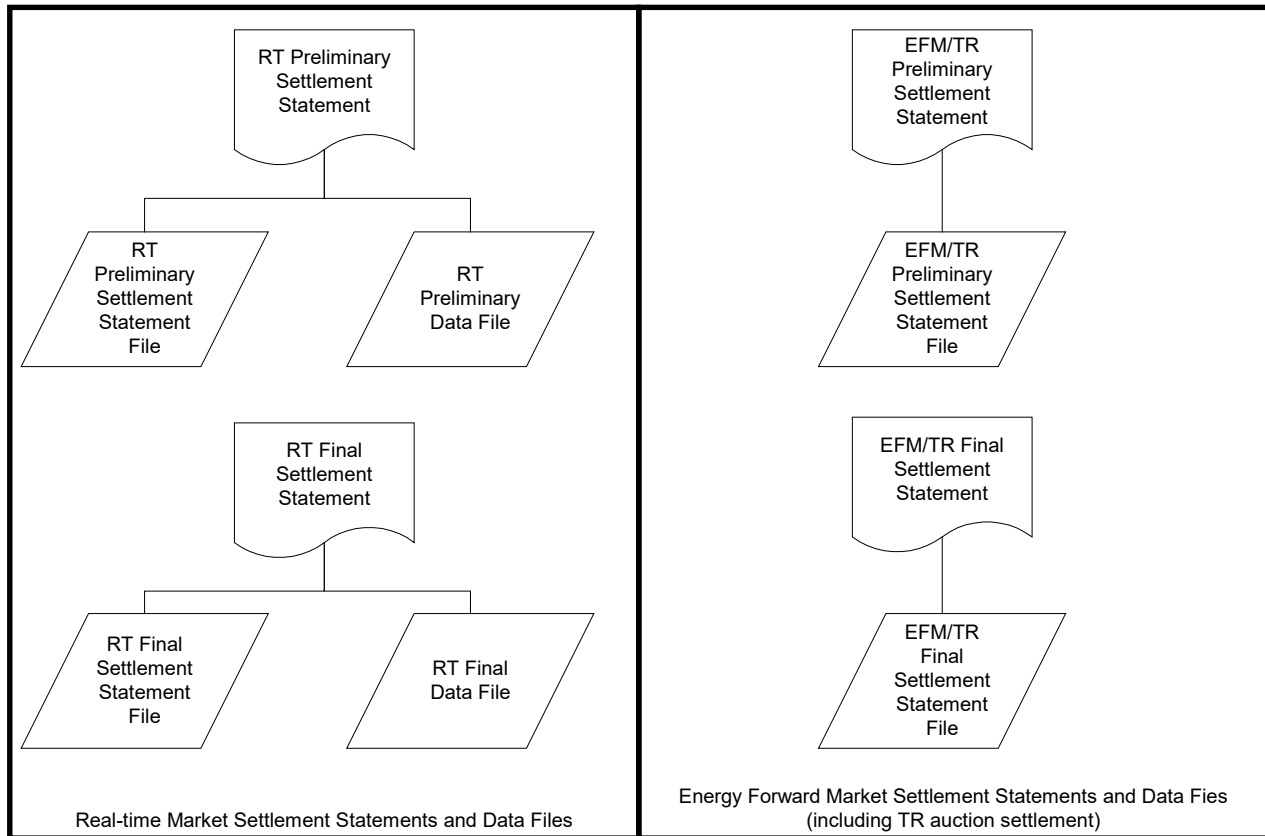 RT Preliminary
Settlement
Statement
RT
Preliminary
Settlement
Statement
File
RT
Preliminary
Data File
RT Final
Settlement
Statement
RT Final
Settlement
Statement
File
RT Final
Data File
Real-time Market Settlement Statements and Data Files
EFM/TR
Preliminary
Settlement
Statement
EFM/TR
Preliminary
Settlement
Statement
File
EFM/TR Final
Settlement
Statement
EFM/TR
Final
Settlement
Statement
File
Energy Forward Market Settlement Statements and Data Fies
(including TR auction settlement)